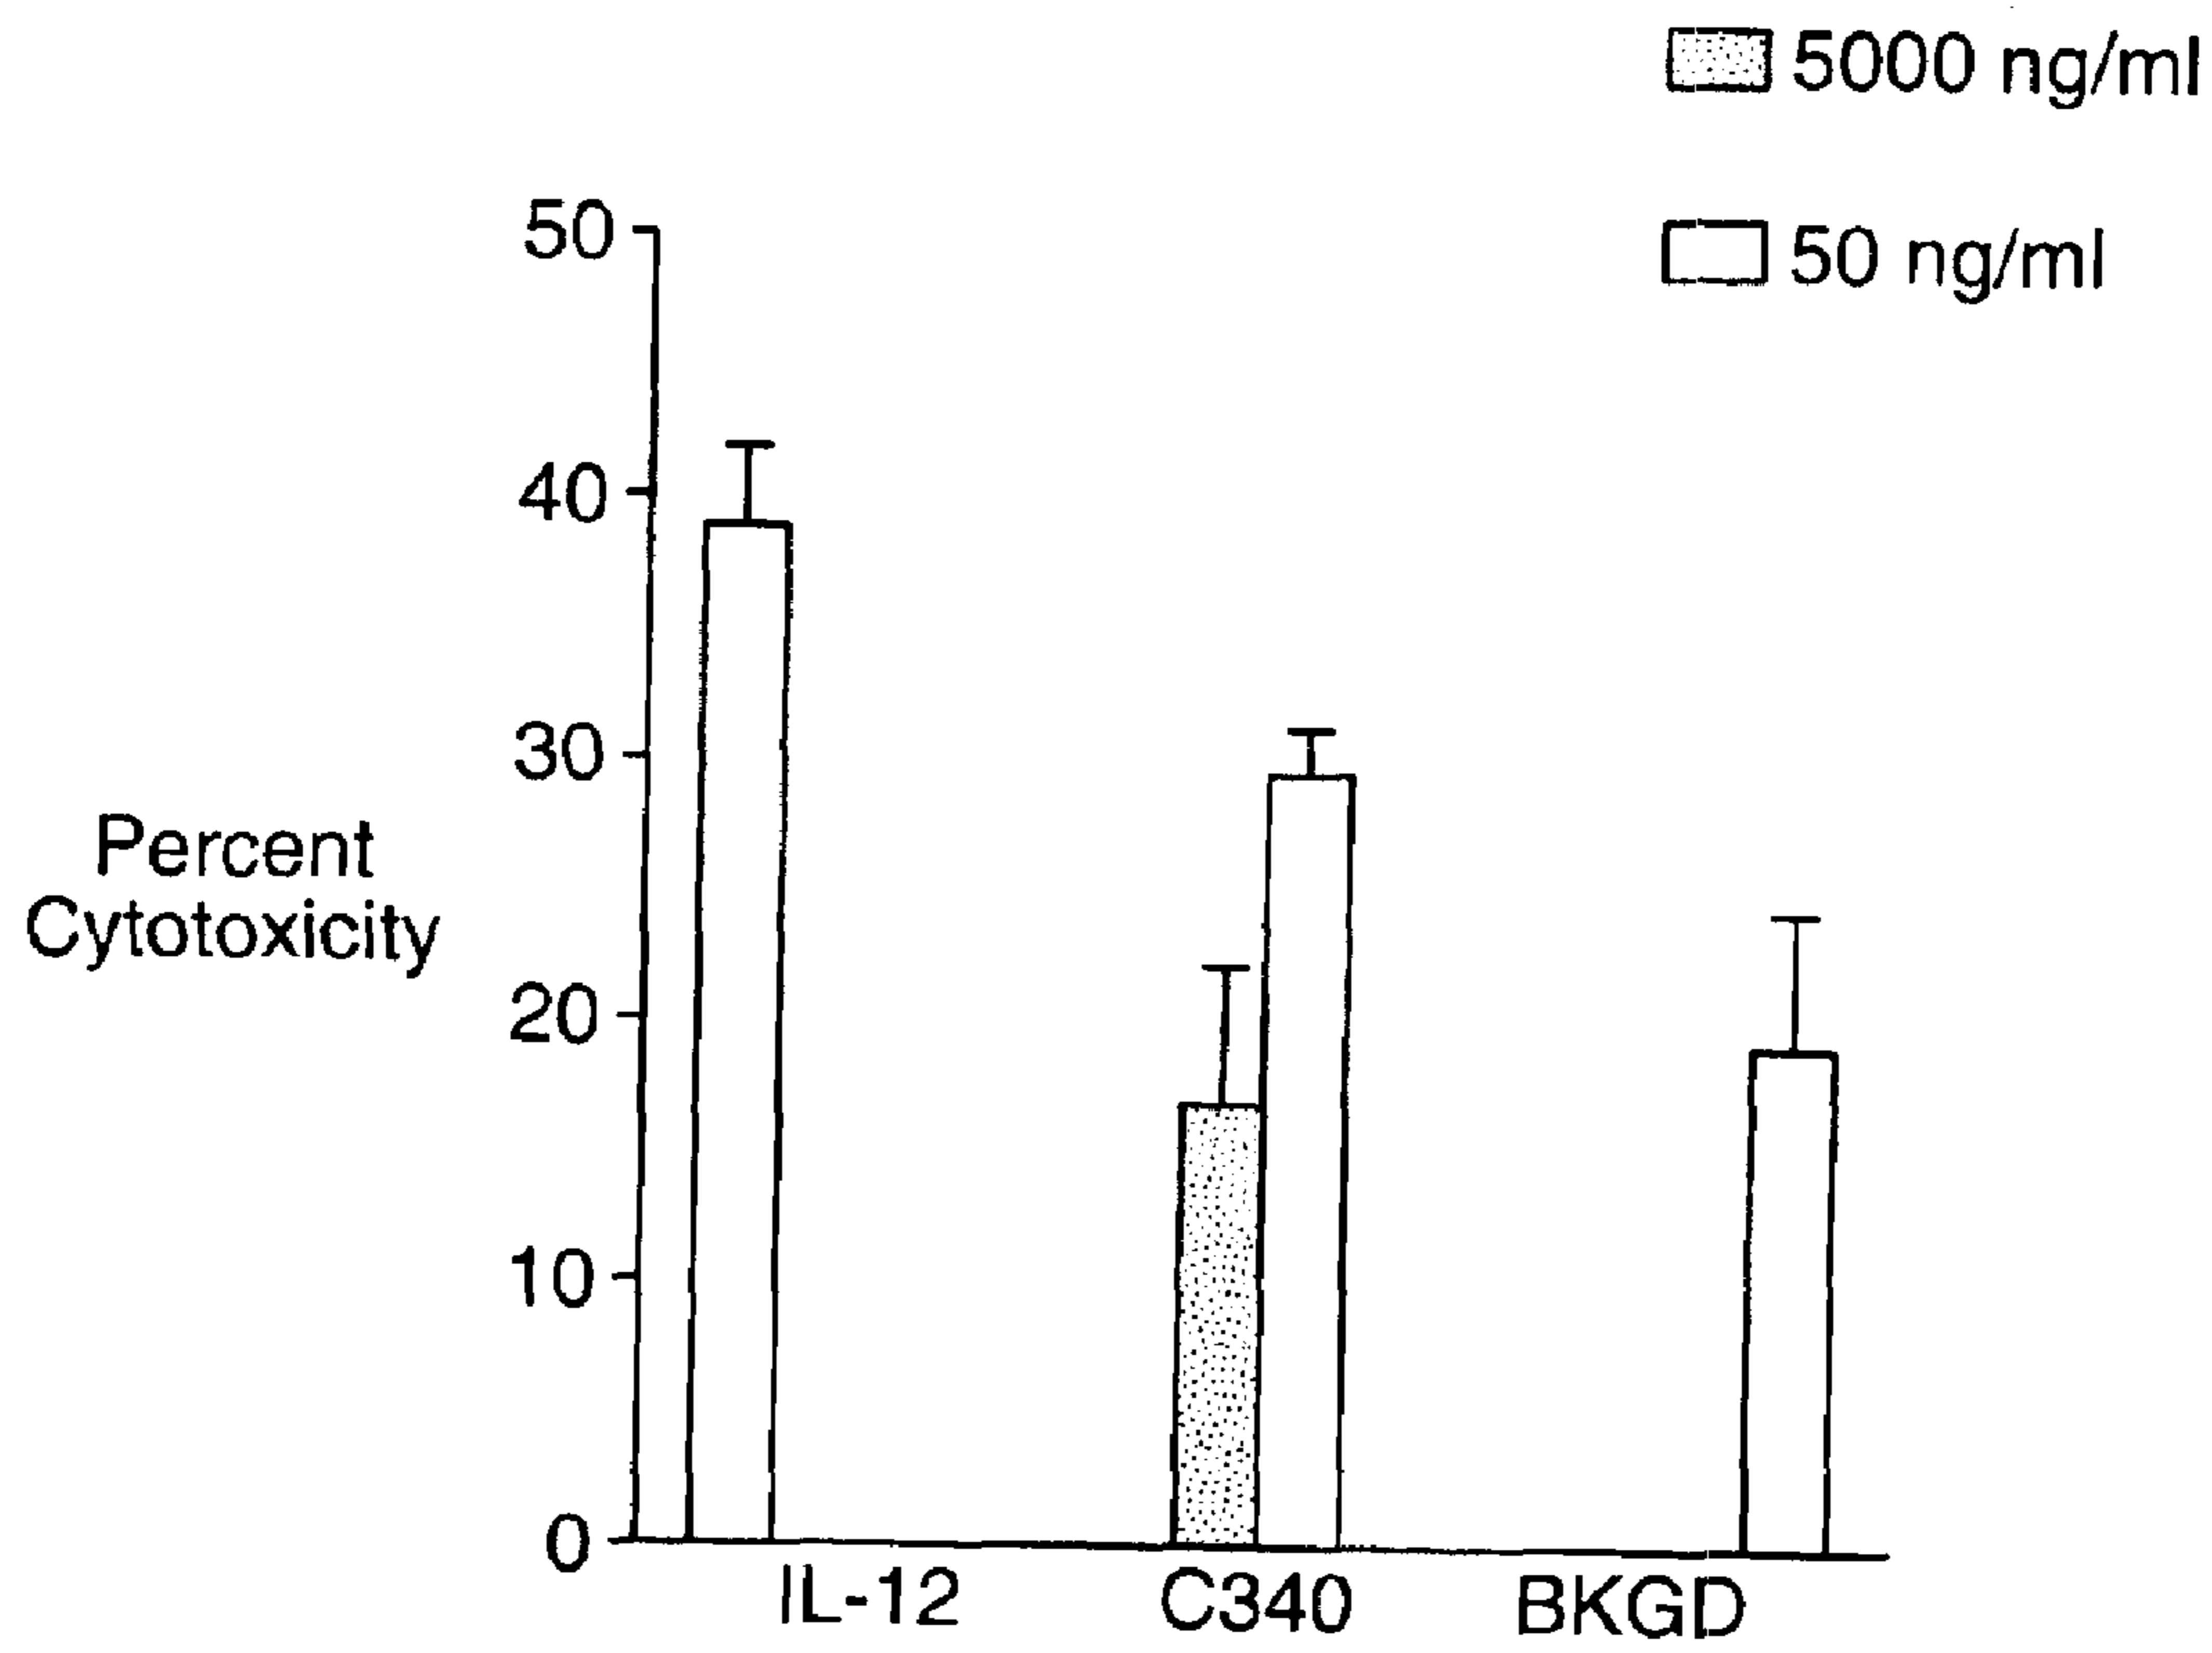 5000 ng/ml
50 ng/ml
50
40
30
Percent
Cytotoxicity
20
10
0
IL-12 C340 BKGD